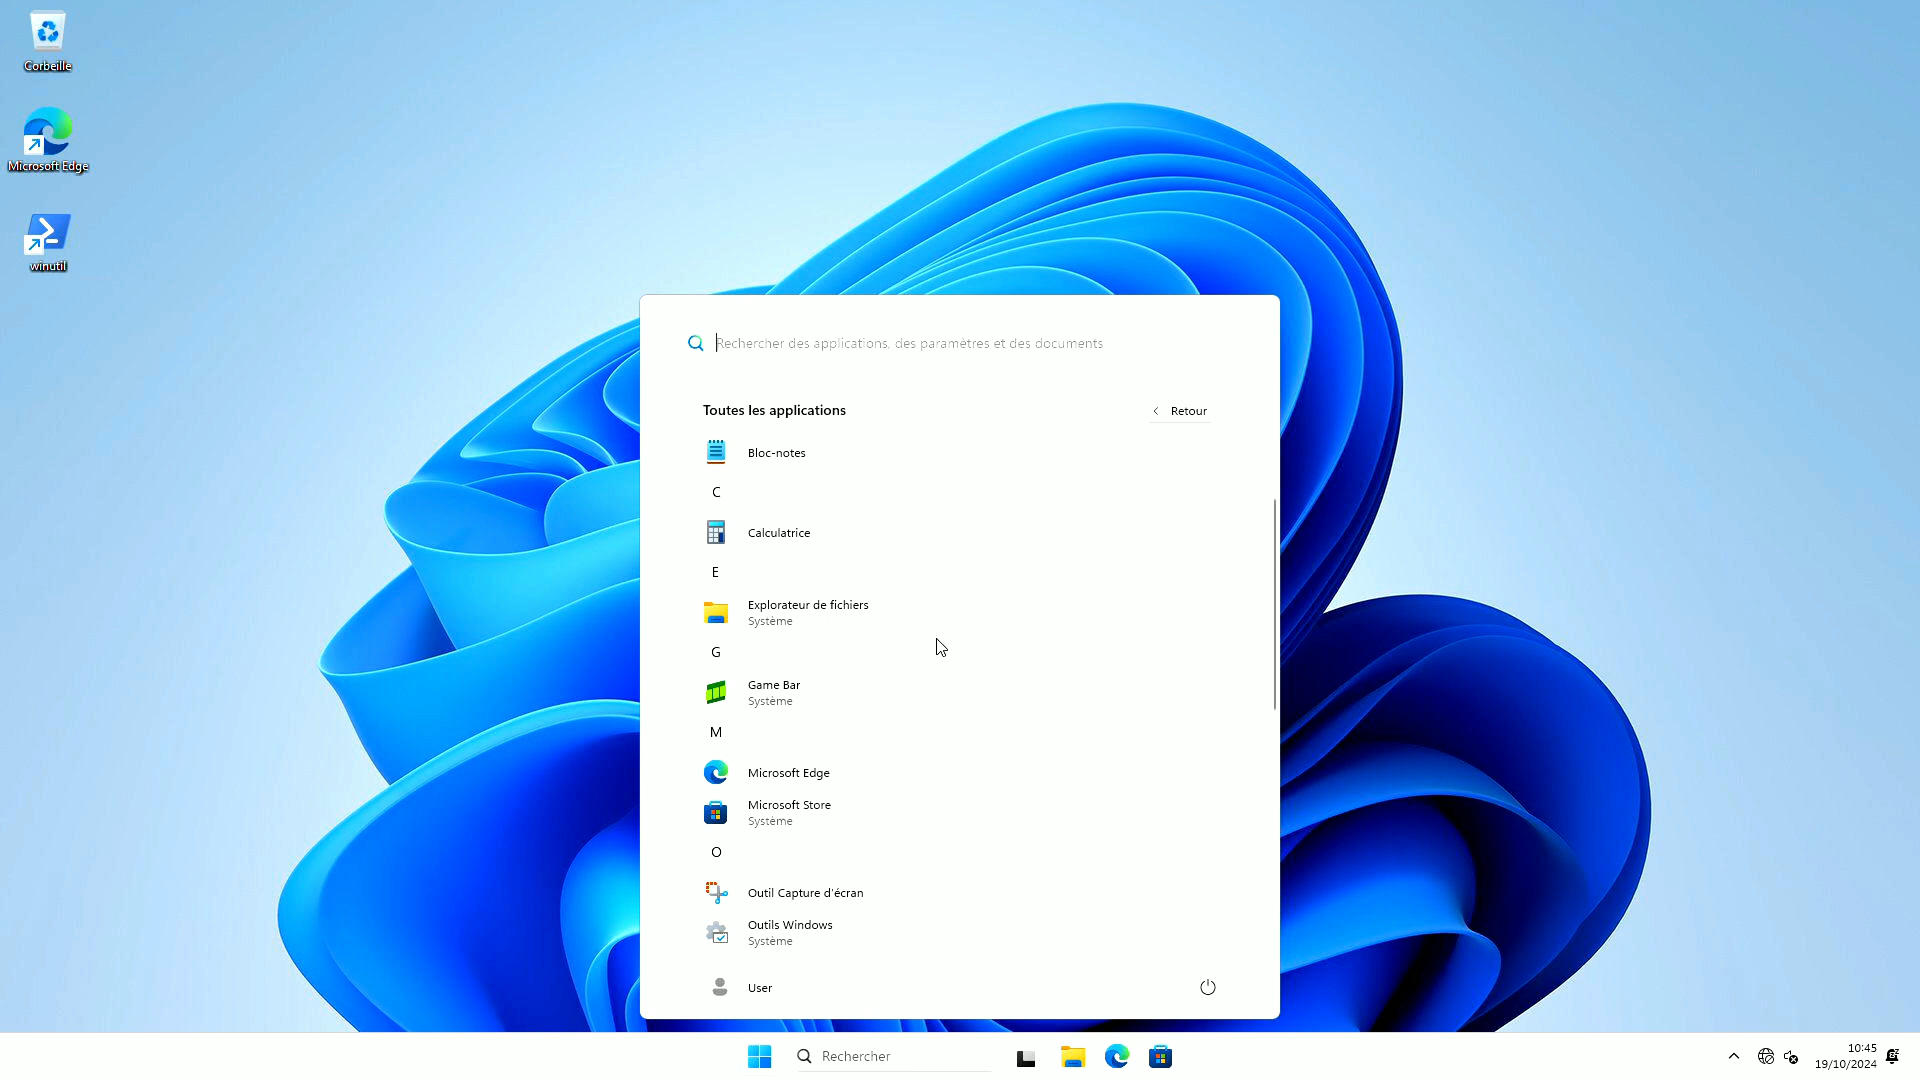 Corbeille
Microsoft Edge
winutil
Rechercher des applications, des paramètres et des documents
Toutes les applications
Retour
Bloc-notes
C
Calculatrice
E
Explorateur de fichiers
Système
G
Game Bar
Système
M
Microsoft Edge
Microsoft Store
Système
O
Outil Capture d'écran
Outils Windows
Système
User
Rechercher
10:45
19/10/2024